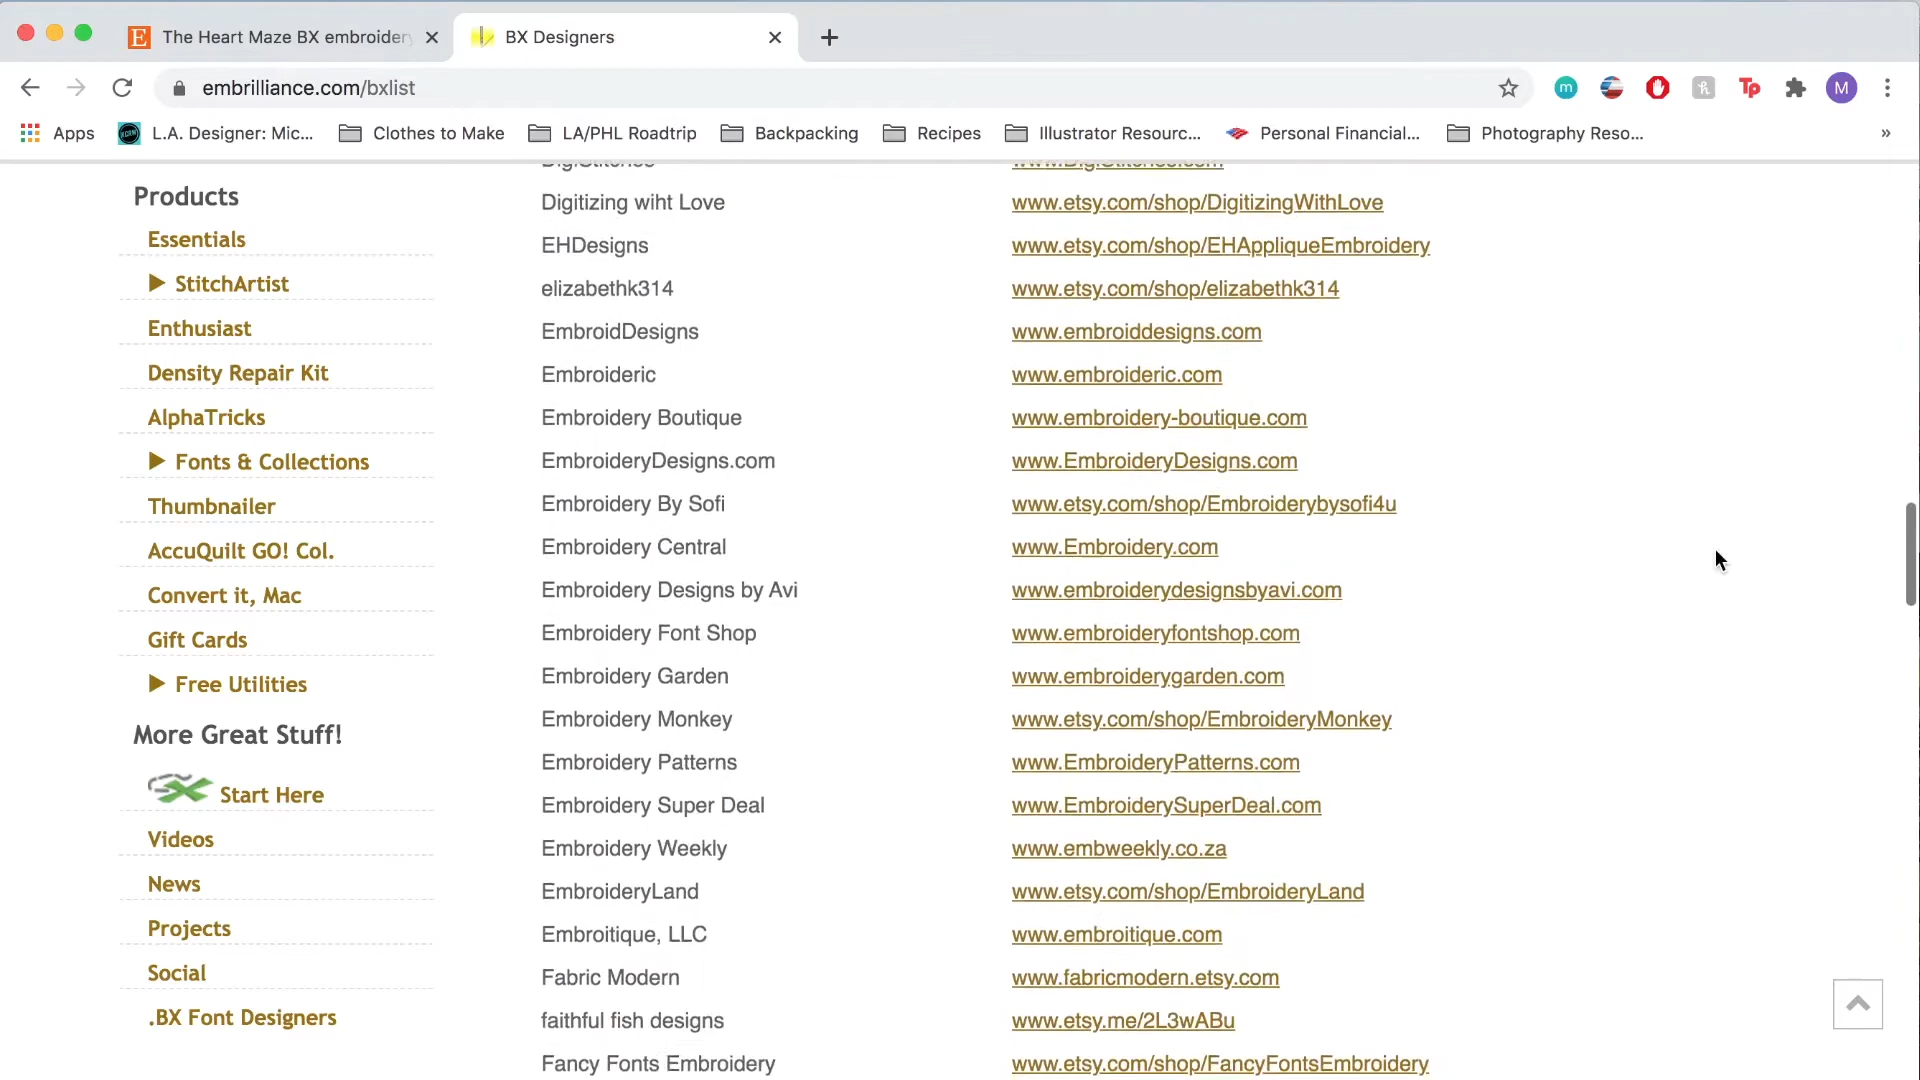 The Heart Maze BX embroidery
BX Designers
embrilliance.com/bxlist
Apps
L.A. Designer: Mic...
Clothes to Make
LA/PHL Roadtrip
Backpacking
Recipes
Illustrator Resourc...
Personal Financial...
Photography Reso...
»
M
Products
Essentials
StitchArtist
Enthusiast
Density Repair Kit
AlphaTricks
Fonts & Collections
Thumbnailer
AccuQuilt GO! Col.
Convert it, Mac
Gift Cards
Free Utilities
More Great Stuff!
Start Here
Videos
News
Projects
Social
.BX Font Designers
DigiStitches www.DigiStitches.com
Digitizing wiht Love www.etsy.com/shop/DigitizingWithLove
EHDesigns www.etsy.com/shop/EHAppliqueEmbroidery
elizabethk314 www.etsy.com/shop/elizabethk314
EmbroidDesigns www.embroiddesigns.com
Embroideric www.embroideric.com
Embroidery Boutique www.embroidery-boutique.com
EmbroideryDesigns.com www.EmbroideryDesigns.com
Embroidery By Sofi www.etsy.com/shop/Embroiderybysofi4u
Embroidery Central www.Embroidery.com
Embroidery Designs by Avi www.embroiderydesignsbyavi.com
Embroidery Font Shop www.embroideryfontshop.com
Embroidery Garden www.embroiderygarden.com
Embroidery Monkey www.etsy.com/shop/EmbroideryMonkey
Embroidery Patterns www.EmbroideryPatterns.com
Embroidery Super Deal www.EmbroiderySuperDeal.com
Embroidery Weekly www.embweekly.co.za
EmbroideryLand www.etsy.com/shop/EmbroideryLand
Embroitique, LLC www.embroitique.com
Fabric Modern www.fabricmodern.etsy.com
faithful fish designs www.etsy.me/2L3wABu
Fancy Fonts Embroidery www.etsy.com/shop/FancyFontsEmbroidery